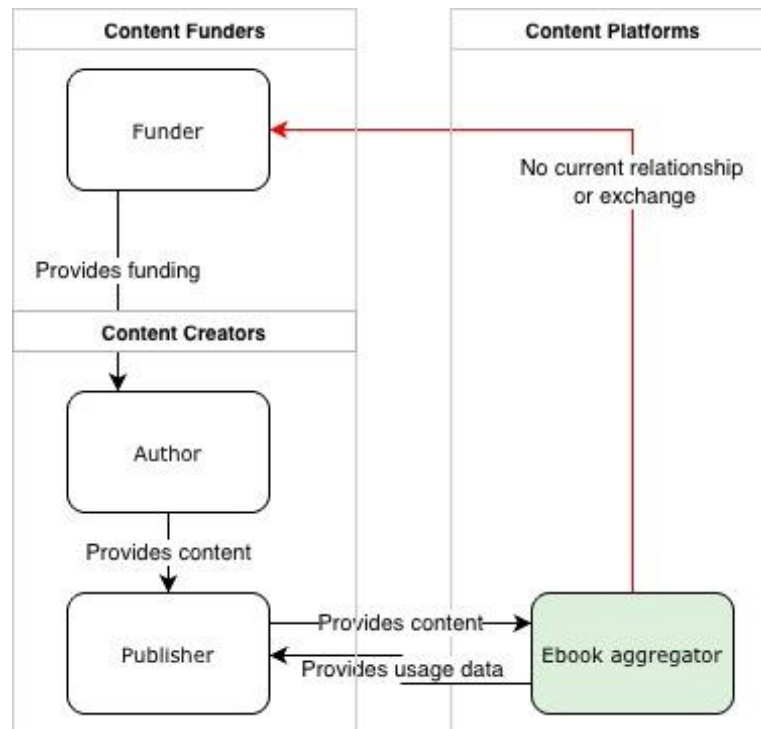 Content Funders
Content Platforms
Funder
No current relationship
or exchange
Provides funding
Content Creators
Author
Provides content
Publisher
Provides content
Provides usage data
Ebook aggregator